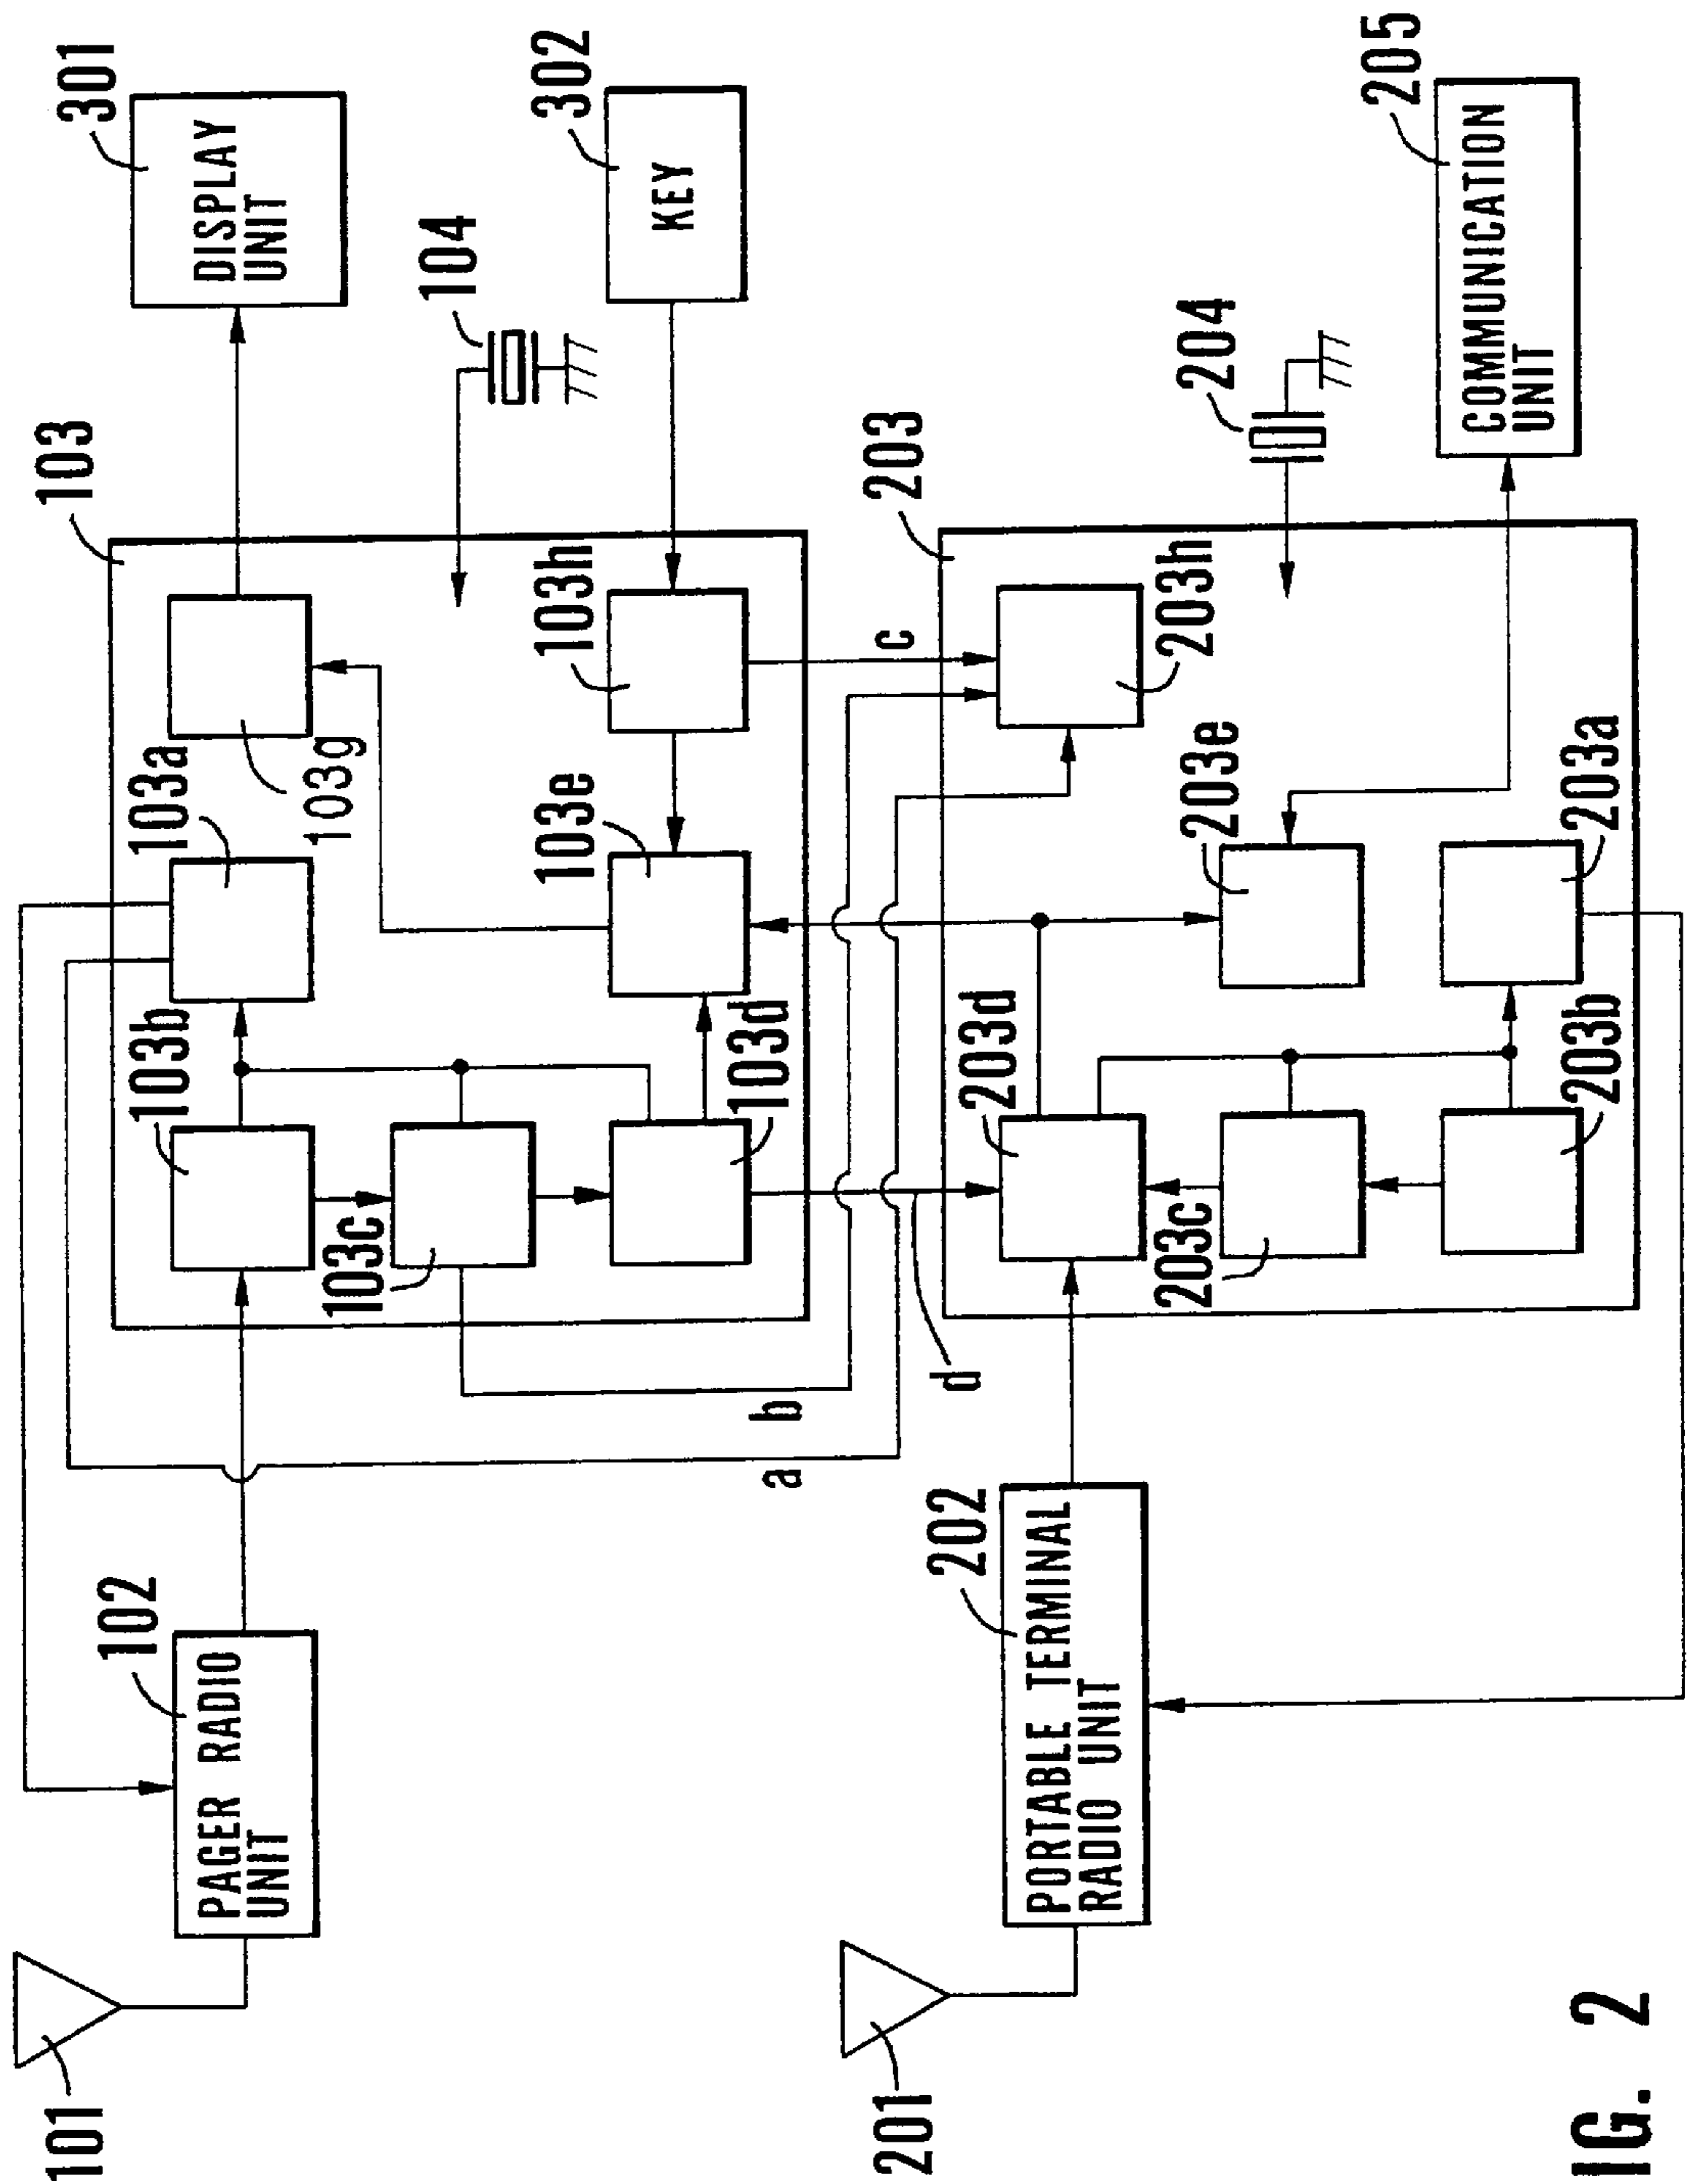 101
PAGER RADIO
UNIT
102
103
103b
103a
103g
103c
103d
103e
103h
DISPLAY
UNIT
301
104
KEY
302
a
b
c
d
201
PORTABLE TERMINAL
RADIO UNIT
202
203
203d
203c
203b
203e
203a
203h
204
COMMUNICATION
UNIT
205
IG. 2